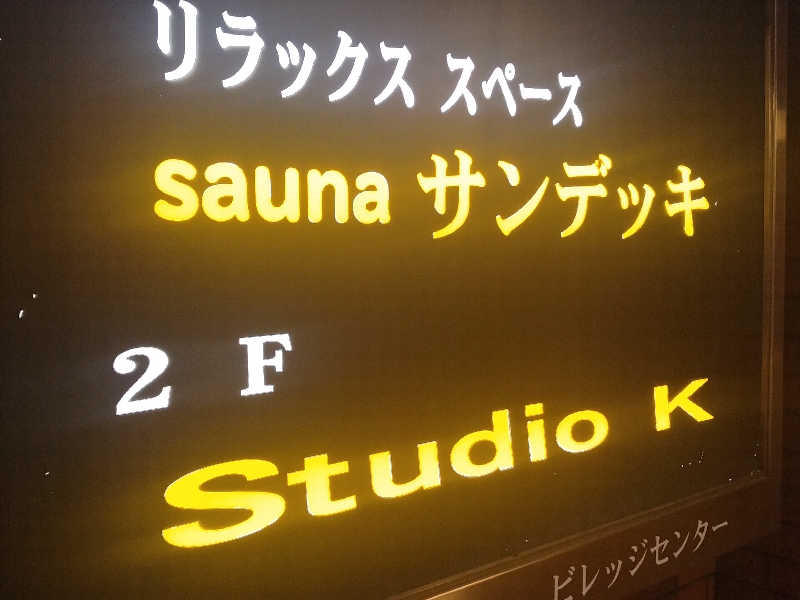 リラックス スペース
sauna サンデッキ
2F
Studio K
ビレッジセンター